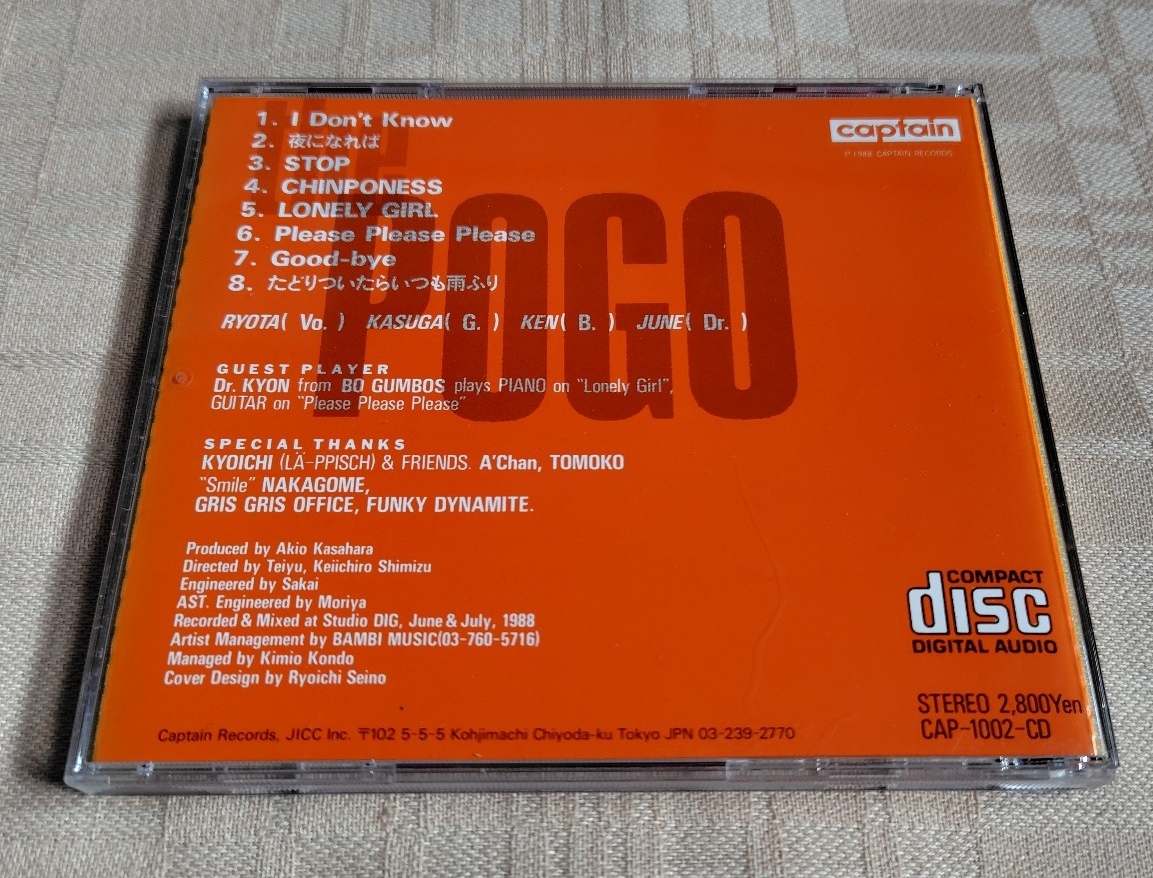 the
POGO
1. I Don't Know
2. 夜になれば
3. STOP
4. CHINPONESS
5. LONELY GIRL
6. Please Please Please
7. Good-bye
8. たどりついたらいつも雨ふり
RYOTA( Vo. ) KASUGA( G. ) KEN( B. ) JUNE( Dr. )
GUEST PLAYER
Dr. KYON from BO GUMBOS plays PIANO on "Lonely Girl",
GUITAR on "Please Please Please"
SPECIAL THANKS
KYOICHI (LÄ-PPISCH) & FRIENDS. A'Chan, TOMOKO
"Smile" NAKAGOME,
GRIS GRIS OFFICE, FUNKY DYNAMITE.
Produced by Akio Kasahara
Directed by Teiyu, Keiichiro Shimizu
Engineered by Sakai
AST. Engineered by Moriya
Recorded & Mixed at Studio DIG, June & July, 1988
Artist Management by BAMBI MUSIC(03-760-5716)
Managed by Kimio Kondo
Cover Design by Ryoichi Seino
Captain Records, JICC Inc. 〒102 5-5-5 Kohjimachi Chiyoda-ku Tokyo JPN 03-239-2770
captain
P 1988 CAPTAIN RECORDS
COMPACT
disc
DIGITAL AUDIO
STEREO 2,800Yen
CAP-1002-CD